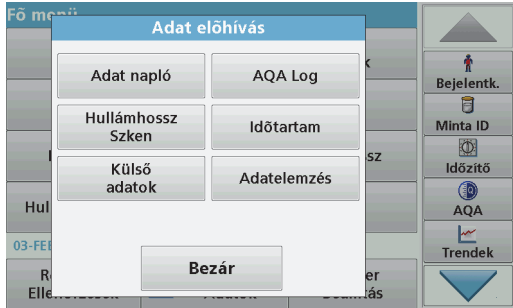 Fõ menü
Adat elõhívás
Adat napló
AQA Log
Hullámhossz
Szken
Idõtartam
Külsõ
adatok
Adatelemzés
Bezár
03-FEB
Hul
Bejelentk.
Minta ID
Idõzítõ
AQA
Trendek